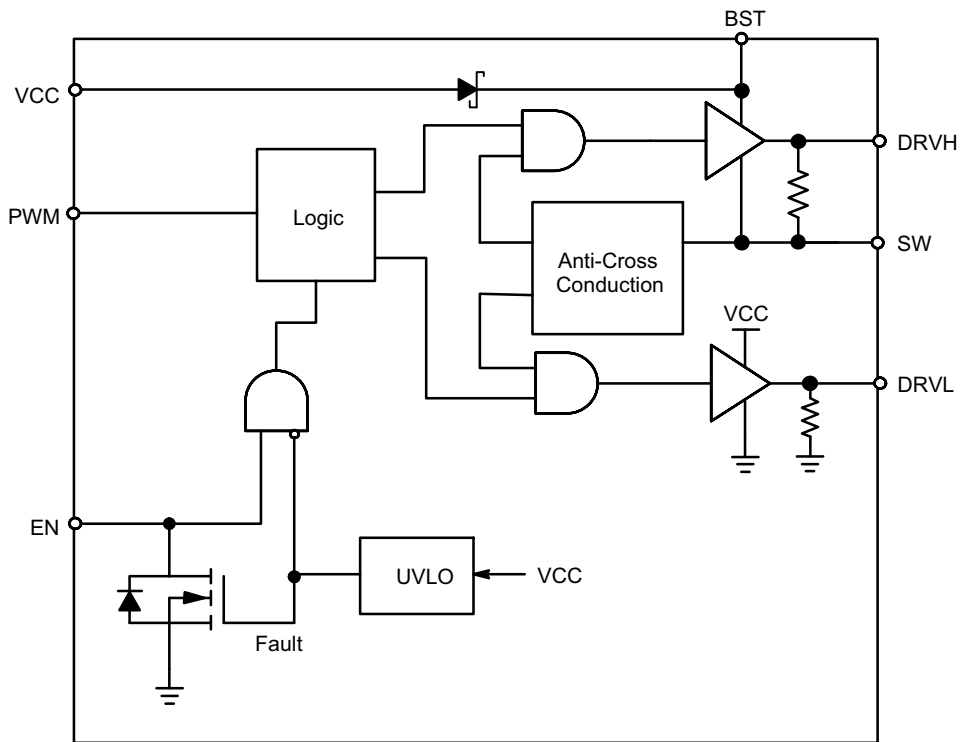 BST
VCC
DRVH
Logic
PWM
SW
Anti-Cross
Conduction
VCC
DRVL
EN
UVLO
VCC
Fault